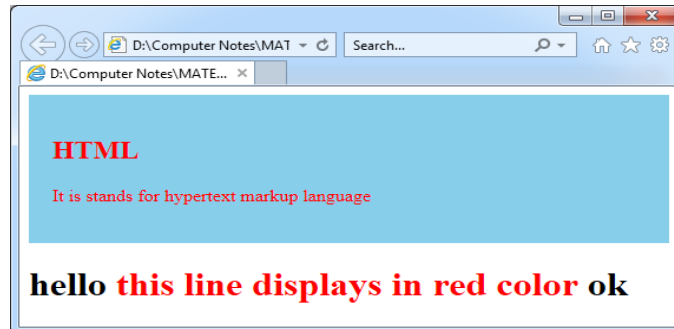 D:\Computer Notes\MAT
Search...
D:\Computer Notes\MATE...
HTML
It is stands for hypertext markup language
hello this line displays in red color ok